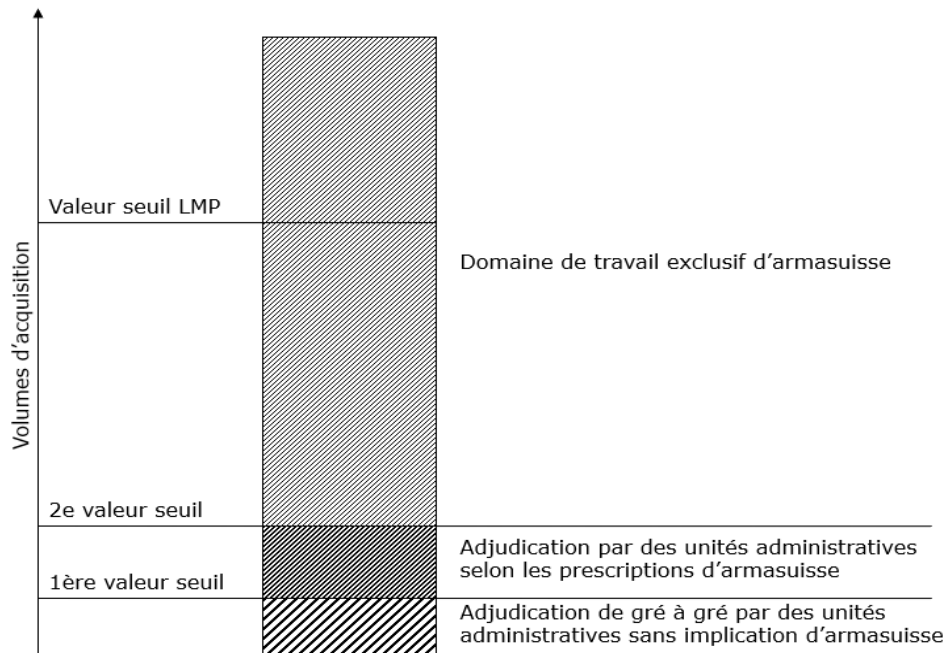 Valeur seuil LMP
Domaine de travail exclusif d’armasuisse
Volumes d’acquisition
2e valeur seuil
Adjudication par des unités administratives
selon les prescriptions d’armasuisse
1ère valeur seuil
Adjudication de gré à gré par des unités
administratives sans implication d’armasuisse